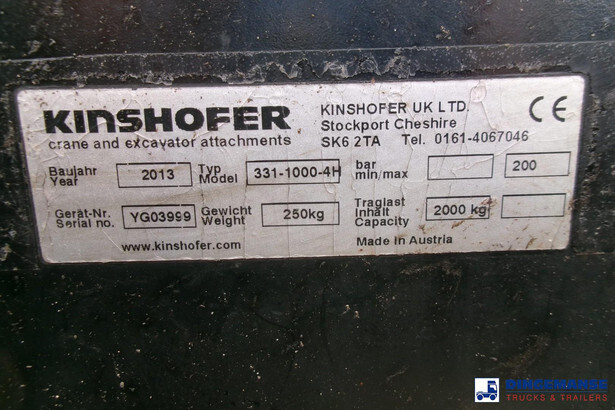 KINSHOFER
crane and excavator attachments
KINSHOFER UK LTD.
Stockport Cheshire
SK6 2TA Tel. 0161-4067046
CE
Baujahr
Year
2013
Typ
Model
331-1000-4H
bar
min/max
200
Gerät-Nr.
Serial no.
YG03999
Gewicht
Weight
250kg
Traglast
Inhalt
Capacity
2000 kg
www.kinshofer.com
Made in Austria
TRUCKS & TRAILERS